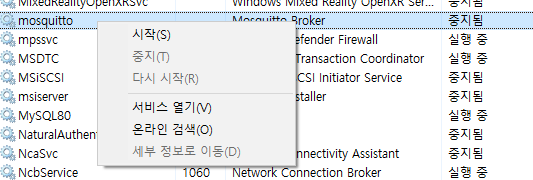 MixedRealityOpenXRSvc Windows Mixed Reality OpenXR Ser... 중지됨
mosquitto Mosquitto Broker 중지됨
mpssvc efender Firewall 실행 중
MSDTC Transaction Coordinator 실행 중
MSiSCSI CSI Initiator Service 중지됨
msiserver nstaller 중지됨
MySQL80 실행 중
NaturalAuthent 중지됨
NcaSvc onnectivity Assistant 중지됨
NcbService 1060 Network Connection Broker 실행 중
시작(S)
중지(T)
다시 시작(R)
서비스 열기(V)
온라인 검색(O)
세부 정보로 이동(D)